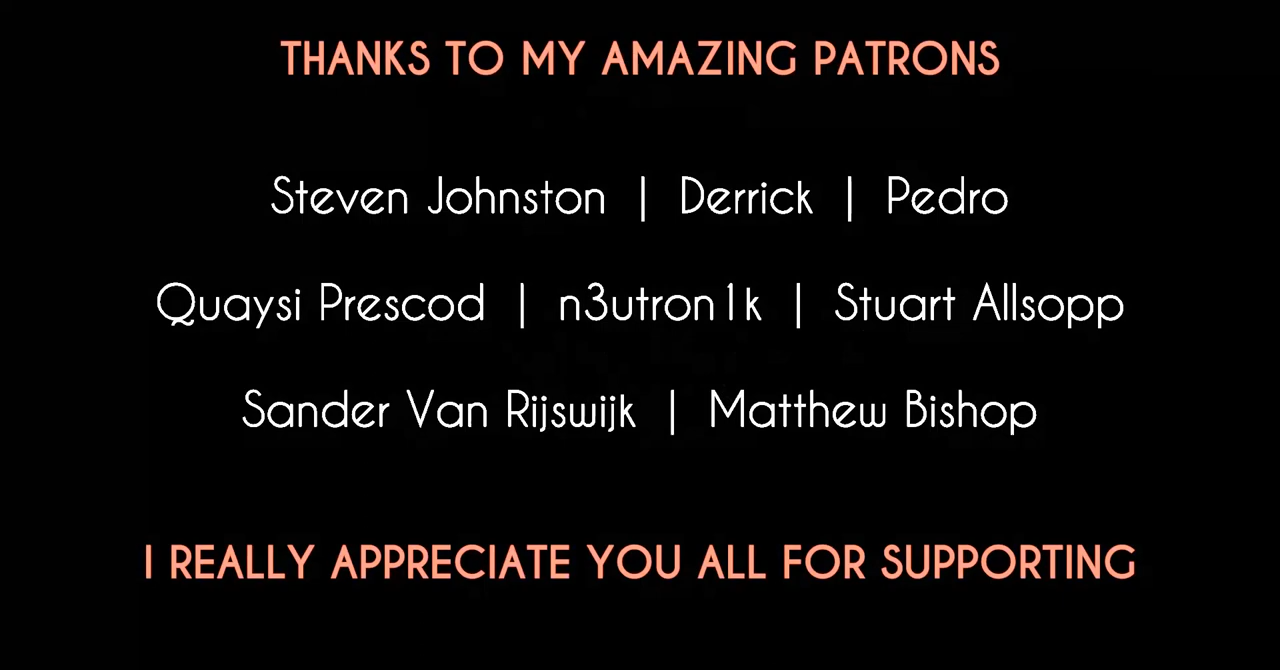 THANKS TO MY AMAZING PATRONS
Steven Johnston | Derrick | Pedro
Quaysi Prescod | n3utron1k | Stuart Allsopp
Sander Van Rijswijk | Matthew Bishop
I REALLY APPRECIATE YOU ALL FOR SUPPORTING